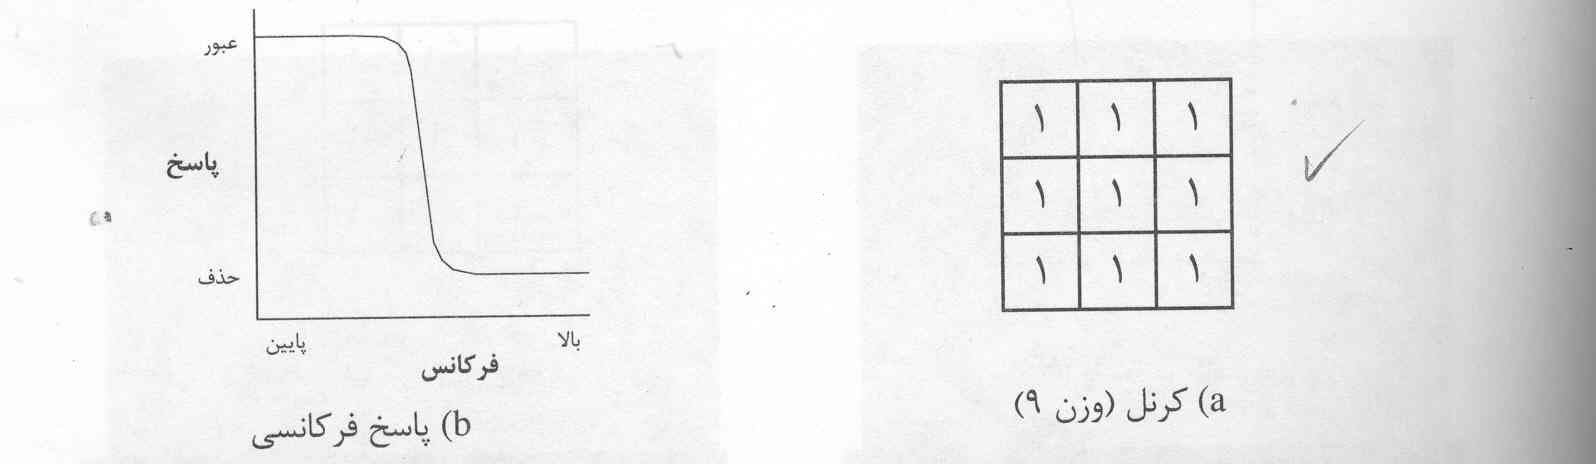 ۱ ۱ ۱
۱ ۱ ۱
۱ ۱ ۱
a) کرنل (وزن ۹)
عبور
پاسخ
حذف
پایین
بالا
فرکانس
b) پاسخ فرکانسی